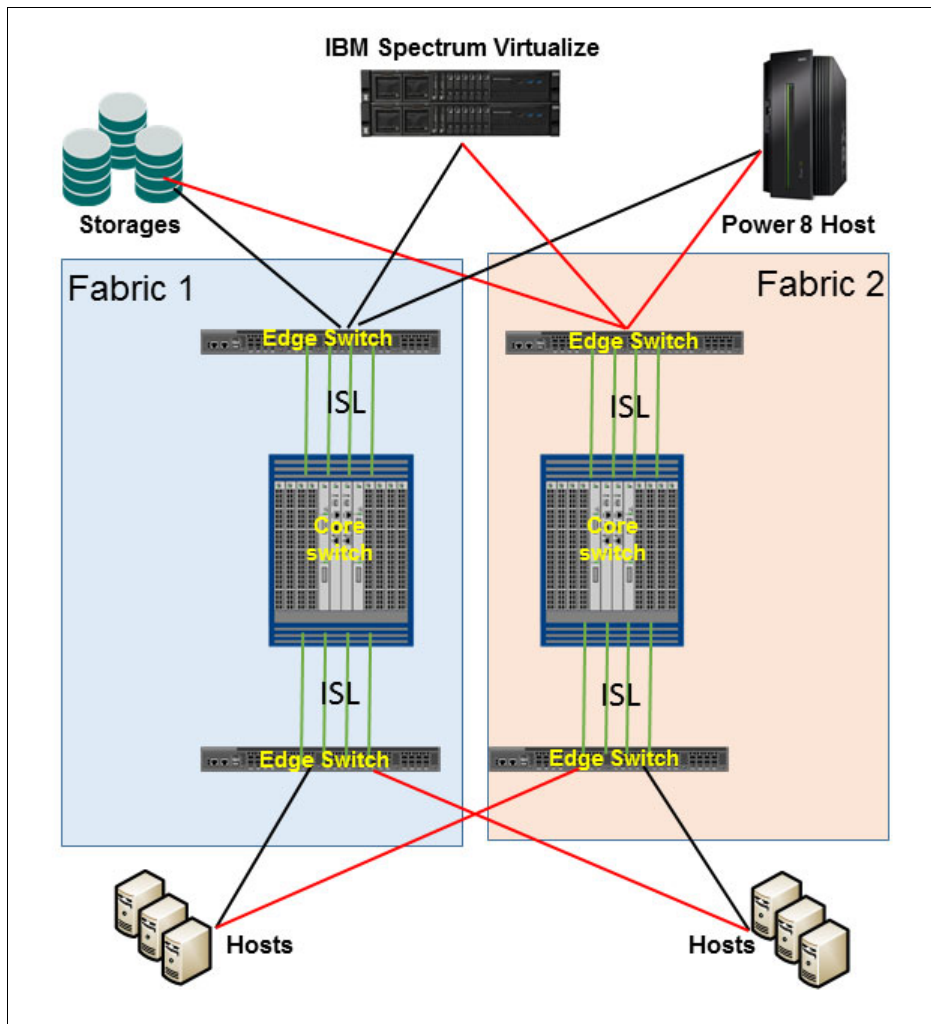 IBM Spectrum Virtualize
Storages
Power 8 Host
Fabric 1
Fabric 2
Edge Switch
Edge Switch
ISL
ISL
Core
switch
Core
switch
ISL
ISL
Edge Switch
Edge Switch
Hosts
Hosts